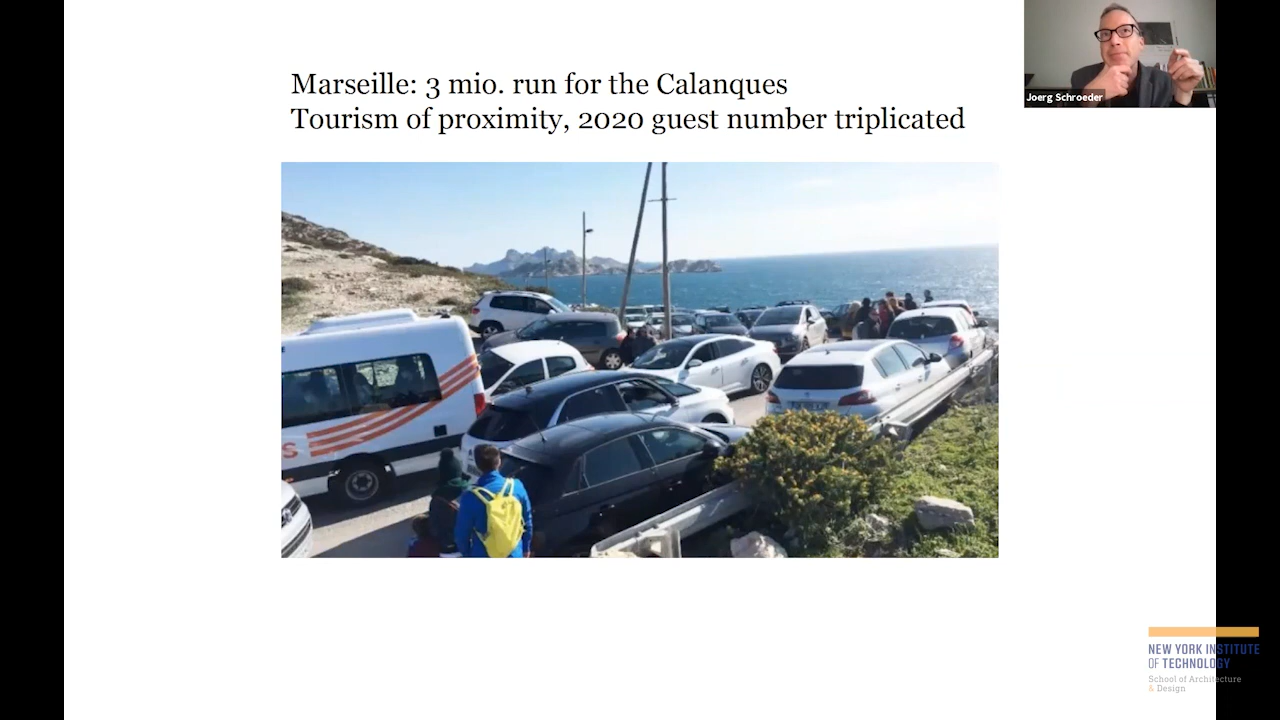 Marseille: 3 mio. run for the Calanques
Tourism of proximity, 2020 guest number triplicated
Joerg Schroeder
S
NEW YORK INSTITUTE
OF TECHNOLOGY
School of Architecture
& Design